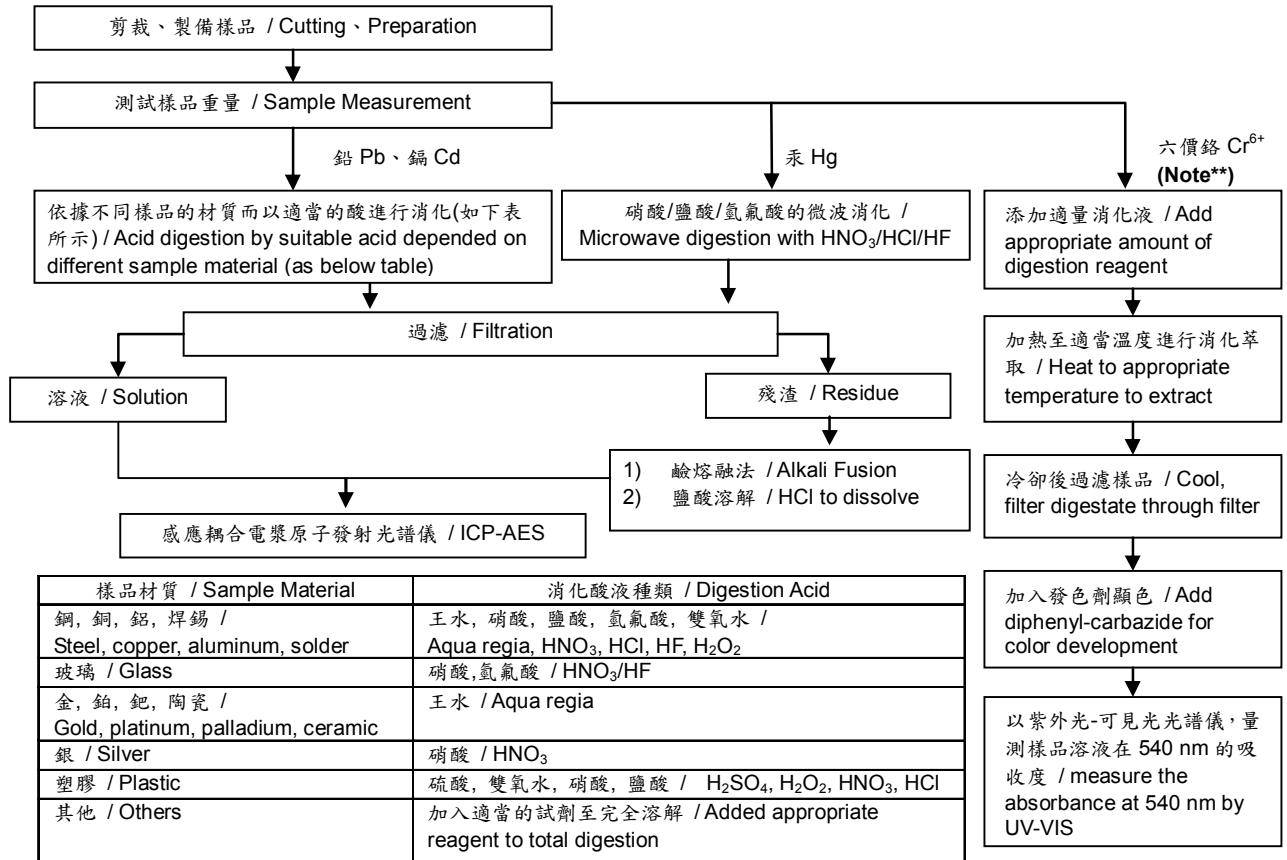 剪裁、製備樣品 / Cutting、Preparation
測試樣品重量 / Sample Measurement
鉛 Pb、鎘 Cd
汞 Hg
六價鉻 Cr⁶⁺
(Note**)
依據不同樣品的材質而以適當的酸進行消化(如下表
所示) / Acid digestion by suitable acid depended on
different sample material (as below table)
硝酸/鹽酸/氫氟酸的微波消化 /
Microwave digestion with HNO₃/HCl/HF
添加適量消化液 / Add
appropriate amount of
digestion reagent
過濾 / Filtration
加熱至適當溫度進行消化萃
取 / Heat to appropriate
temperature to extract
溶液 / Solution
殘渣 / Residue
1) 鹼熔融法 / Alkali Fusion
2) 鹽酸溶解 / HCl to dissolve
冷卻後過濾樣品 / Cool,
filter digestate through filter
感應耦合電漿原子發射光譜儀 / ICP-AES
加入發色劑顯色 / Add
diphenyl-carbazide for
color development
以紫外光-可見光光譜儀，量
測樣品溶液在 540 nm 的吸
收度 / measure the
absorbance at 540 nm by
UV-VIS
樣品材質 / Sample Material 消化酸液種類 / Digestion Acid
鋼, 銅, 鋁, 焊錫 / 王水, 硝酸, 鹽酸, 氫氟酸, 雙氧水 /
Steel, copper, aluminum, solder Aqua regia, HNO₃, HCl, HF, H₂O₂
玻璃 / Glass 硝酸,氫氟酸 / HNO₃/HF
金, 鉑, 鈀, 陶瓷 / 王水 / Aqua regia
Gold, platinum, palladium, ceramic
銀 / Silver 硝酸 / HNO₃
塑膠 / Plastic 硫酸, 雙氧水, 硝酸, 鹽酸 / H₂SO₄, H₂O₂, HNO₃, HCl
其他 / Others 加入適當的試劑至完全溶解 / Added appropriate
reagent to total digestion